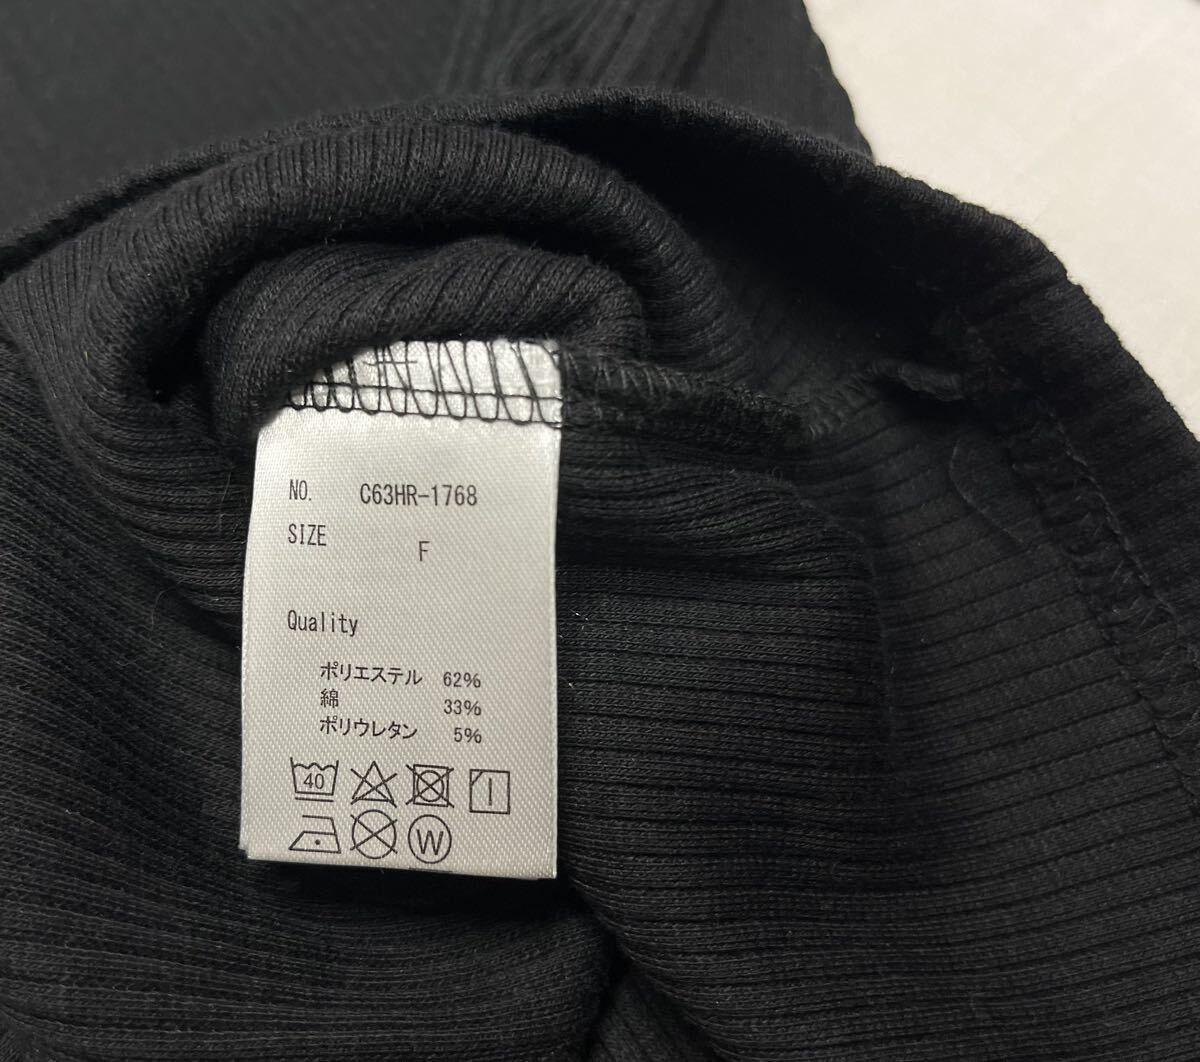 NO. C63HR-1768
SIZE F
Quality
ポリエステル 62%
綿 33%
ポリウレタン 5%
40
W